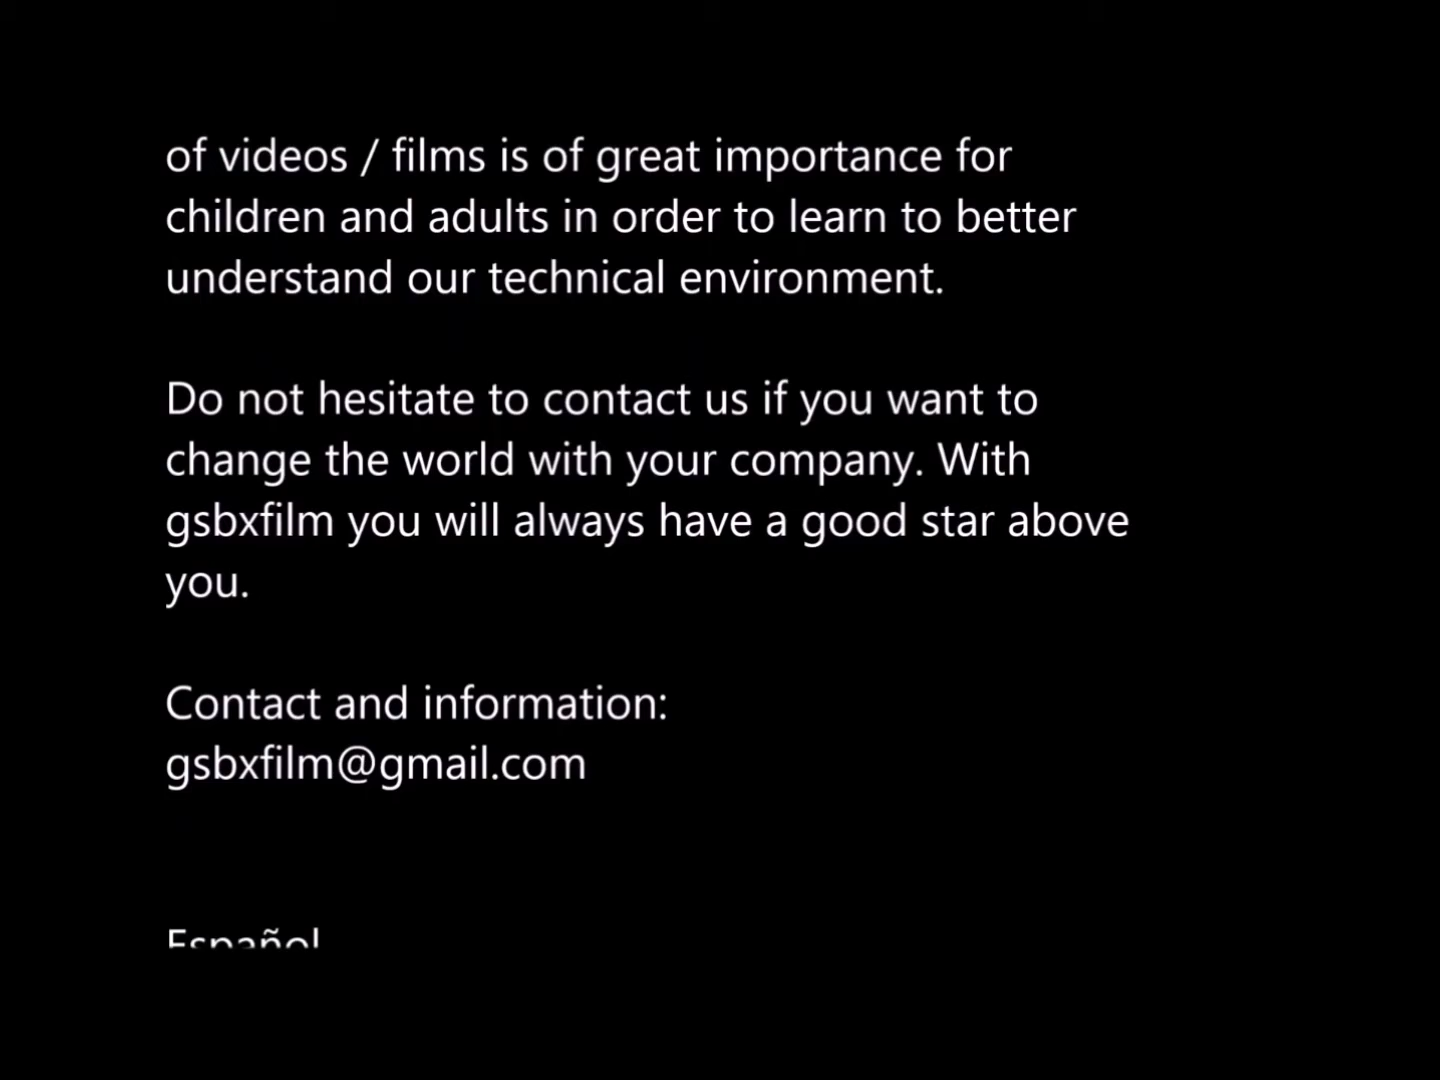 of videos / films is of great importance for
children and adults in order to learn to better
understand our technical environment.
Do not hesitate to contact us if you want to
change the world with your company. With
gsbxfilm you will always have a good star above
you.
Contact and information:
gsbxfilm@gmail.com
Español